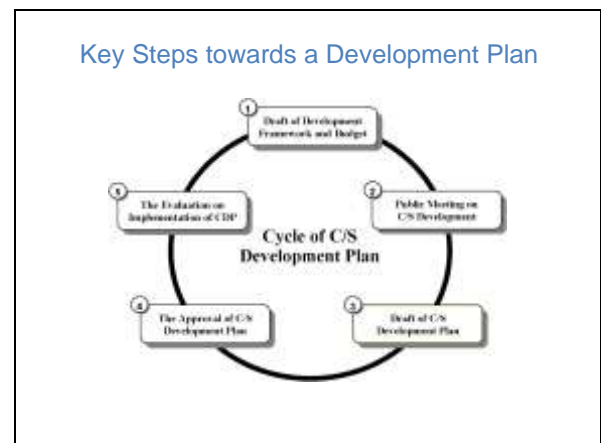 Key Steps towards a Development Plan
1
Draft of Development
Framework and Budget
2
Public Meeting on
C/S Development
3
Draft of C/S
Development Plan
4
The Approval of C/S
Development Plan
5
The Evaluation on
Implementation of CDP
Cycle of C/S
Development Plan